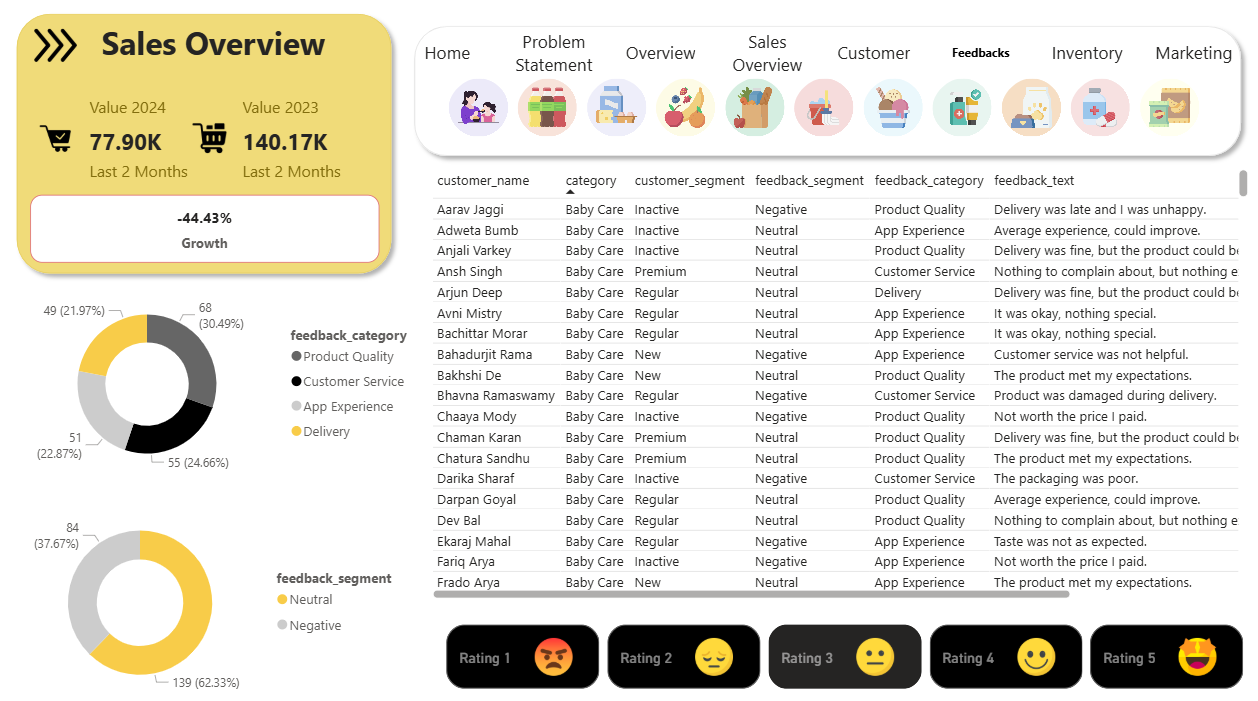 Sales Overview
Value 2024 Value 2023
77.90K 140.17K
Last 2 Months Last 2 Months
-44.43%
Growth
Home Problem Statement Overview Sales Overview Customer Feedbacks Inventory Marketing
49 (21.97%)
68
(30.49%)
51
(22.87%)
55 (24.66%)
feedback_category
Product Quality
Customer Service
App Experience
Delivery
84
(37.67%)
139 (62.33%)
feedback_segment
Neutral
Negative
customer_name category customer_segment feedback_segment feedback_category feedback_text
Aarav Jaggi Baby Care Inactive Negative Product Quality Delivery was late and I was unhappy.
Adweta Bumb Baby Care Inactive Neutral App Experience Average experience, could improve.
Anjali Varkey Baby Care Inactive Neutral Product Quality Delivery was fine, but the product could be
Ansh Singh Baby Care Premium Neutral Customer Service Nothing to complain about, but nothing e
Arjun Deep Baby Care Regular Neutral Delivery Delivery was fine, but the product could be
Avni Mistry Baby Care Regular Neutral App Experience It was okay, nothing special.
Bachittar Morar Baby Care Regular Neutral App Experience It was okay, nothing special.
Bahadurjit Rama Baby Care New Negative App Experience Customer service was not helpful.
Bakhshi De Baby Care New Neutral Product Quality The product met my expectations.
Bhavna Ramaswamy Baby Care Regular Negative Customer Service Product was damaged during delivery.
Chaaya Mody Baby Care Inactive Negative Product Quality Not worth the price I paid.
Chaman Karan Baby Care Premium Neutral Product Quality Delivery was fine, but the product could be
Chatura Sandhu Baby Care Premium Neutral Product Quality The product met my expectations.
Darika Sharaf Baby Care Inactive Negative Customer Service The packaging was poor.
Darpan Goyal Baby Care Regular Neutral Product Quality Average experience, could improve.
Dev Bal Baby Care Regular Neutral Product Quality Nothing to complain about, but nothing e
Ekaraj Mahal Baby Care Regular Negative App Experience Taste was not as expected.
Fariq Arya Baby Care Inactive Negative App Experience Not worth the price I paid.
Frado Arya Baby Care New Neutral App Experience The product met my expectations.
Rating 1 Rating 2 Rating 3 Rating 4 Rating 5